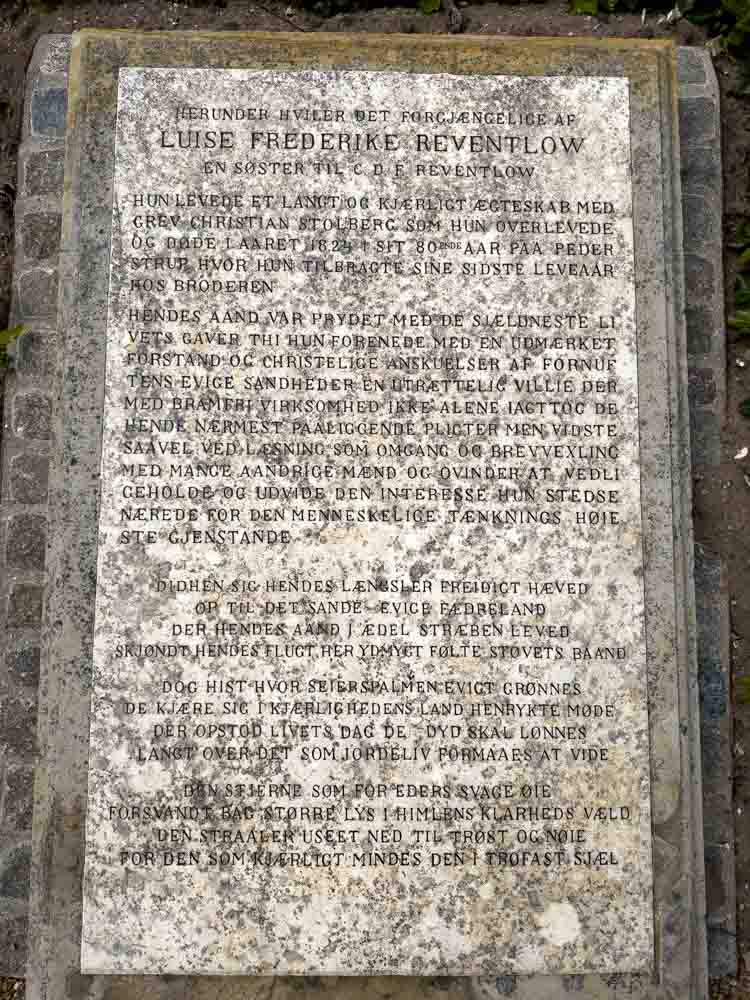 HERUNDER HVILER DET FORGJÆNGELIGE AF
LUISE FREDERIKE REVENTLOW
EN SØSTER TIL C D F REVENTLOW
HUN LEVEDE ET LANGT OG KJÆRLIGT ÆGTESKAB MED
GREV CHRISTIAN STOLBERG SOM HUN OVERLEVEDE
OG DØDE I AARET 1824 I SIT 80ENDE AAR PAA PEDER
STRUP HVOR HUN TILBRAGTE SINE SIDSTE LEVEAAR
HOS BRODEREN
HENDES AAND VAR PRYDET MED DE SJÆLDNESTE LI
VETS GAVER THI HUN FORENEDE MED EN UDMÆRKET
FORSTAND OG CHRISTELIGE ANSKUELSER AF FORNUF
TENS EVIGE SANDHEDER EN UTRÆTTELIG VILLIE DER
MED BRAMFRI VIRKSOMHED IKKE ALENE IAGTTOG DE
HENDE NÆRMEST PAALIGGENDE PLIGTER MEN VIDSTE
SAAVEL VED LÆSNING SOM OMGANG OG BREVVEXLING
MED MANGE AANDRIGE MÆND OG QVINDER AT VEDLI
GEHOLDE OG UDVIDE DEN INTERESSE HUN STEDSE
NÆREDE FOR DEN MENNESKELIGE TÆNKNINGS HØIE
STE GJENSTANDE
DIDHEN SIG HENDES LÆNGSLER FREIDIGT HÆVED
OP TIL DET SANDE EVIGE FÆDRELAND
DER HENDES AAND I ÆDEL STRÆBEN LEVED
SKJØNDT HENDES FLUGT HER YDMYGT FØLTE STØVETS BAAND
DOG HIST HVOR SEIERSPALMEN EVIGT GRØNNES
DE KJÆRE SIG I KJÆRLIGHEDENS LAND HENRYKTE MØDE
DER OPSTOD LIVETS DAG DE DYD SKAL LØNNES
LANGT OVER DET SOM JORDELIV FORMAAES AT VIDE
DEN STJERNE SOM FOR EDERS SVAGE ØIE
FORSVANDT BAG STØRRE LYS I HIMLENS KLARHEDS VÆLD
DEN STRAALER USEET NED TIL TRØST OG NØIE
FOR DEN SOM KJÆRLIGT MINDES DEN I TROFAST SJÆL